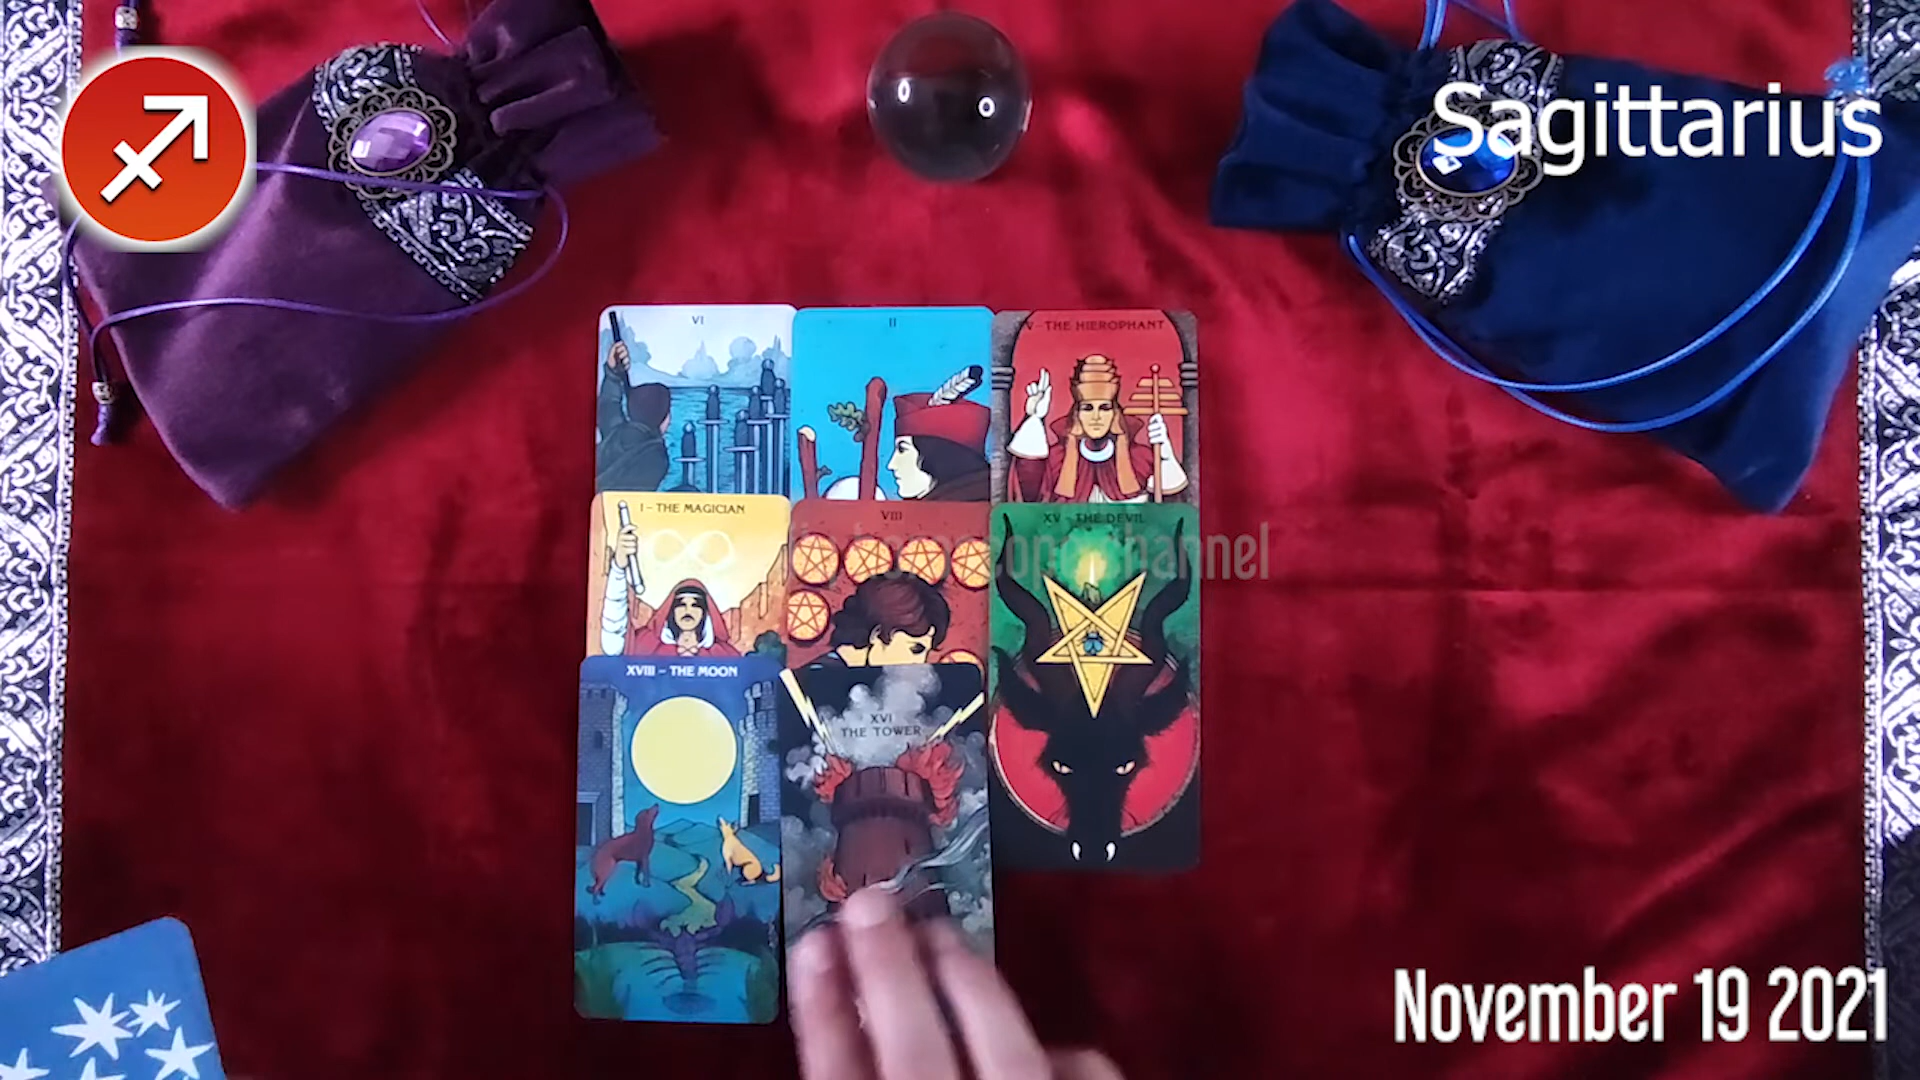 Sagittarius
VI
II
V - THE HIEROPHANT
I - THE MAGICIAN
VIII
XV - THE DEVIL
channel
XVIII - THE MOON
XVI
THE TOWER
November 19 2021